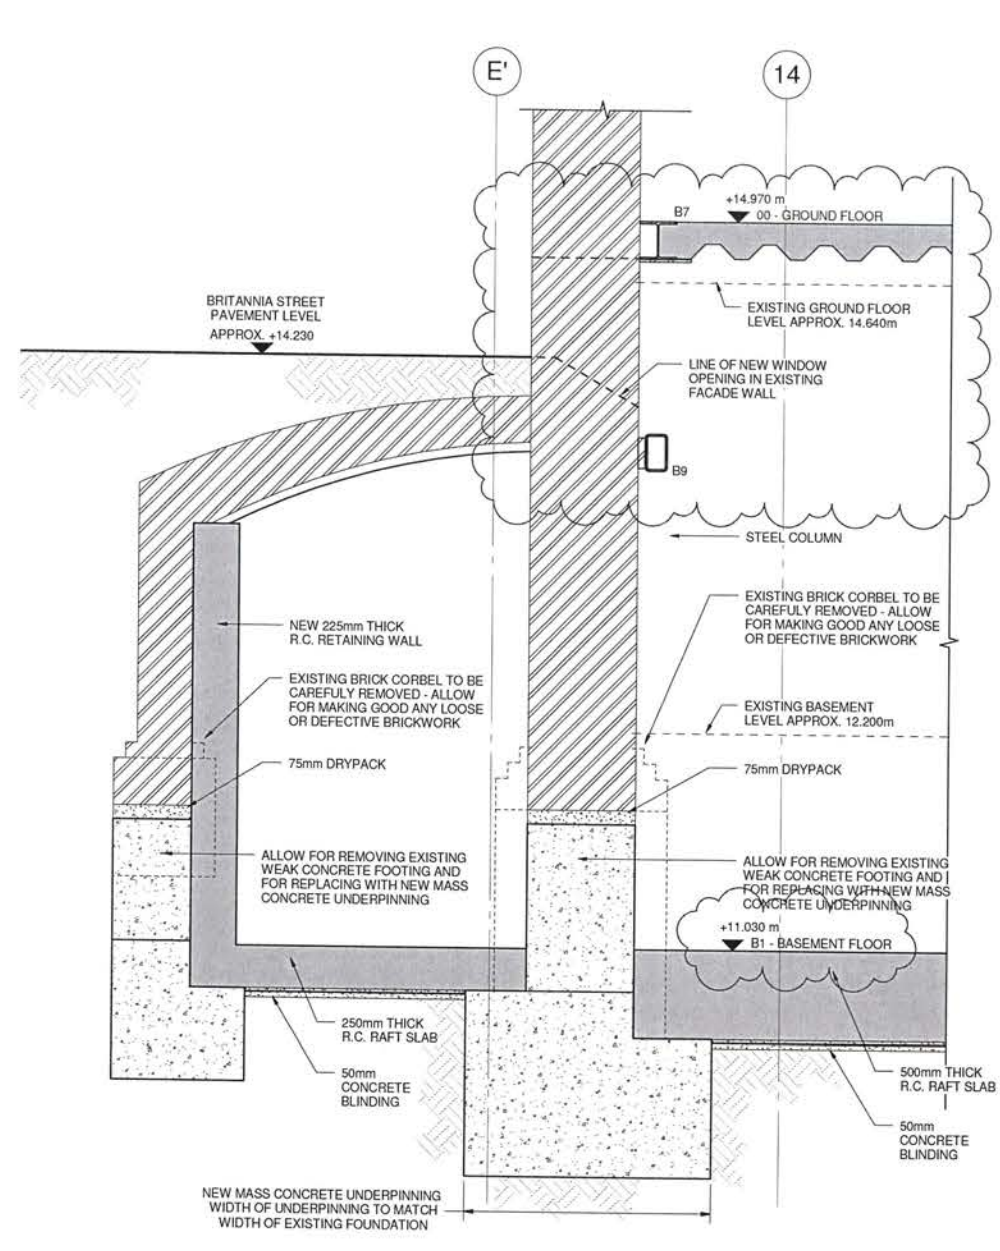 E'
14
+14.970 m
B7
00 - GROUND FLOOR
BRITANNIA STREET
PAVEMENT LEVEL
APPROX. +14.230
EXISTING GROUND FLOOR
LEVEL APPROX. 14.640m
LINE OF NEW WINDOW
OPENING IN EXISTING
FACADE WALL
B9
STEEL COLUMN
EXISTING BRICK CORBEL TO BE
CAREFULY REMOVED - ALLOW
FOR MAKING GOOD ANY LOOSE
OR DEFECTIVE BRICKWORK
NEW 225mm THICK
R.C. RETAINING WALL
EXISTING BRICK CORBEL TO BE
CAREFULY REMOVED - ALLOW
FOR MAKING GOOD ANY LOOSE
OR DEFECTIVE BRICKWORK
EXISTING BASEMENT
LEVEL APPROX. 12.200m
75mm DRYPACK
75mm DRYPACK
ALLOW FOR REMOVING EXISTING
WEAK CONCRETE FOOTING AND
FOR REPLACING WITH NEW MASS
CONCRETE UNDERPINNING
ALLOW FOR REMOVING EXISTING
WEAK CONCRETE FOOTING AND
FOR REPLACING WITH NEW MASS
CONCRETE UNDERPINNING
+11.030 m
B1 - BASEMENT FLOOR
250mm THICK
R.C. RAFT SLAB
50mm
CONCRETE
BLINDING
500mm THICK
R.C. RAFT SLAB
50mm
CONCRETE
BLINDING
NEW MASS CONCRETE UNDERPINNING
WIDTH OF UNDERPINNING TO MATCH
WIDTH OF EXISTING FOUNDATION